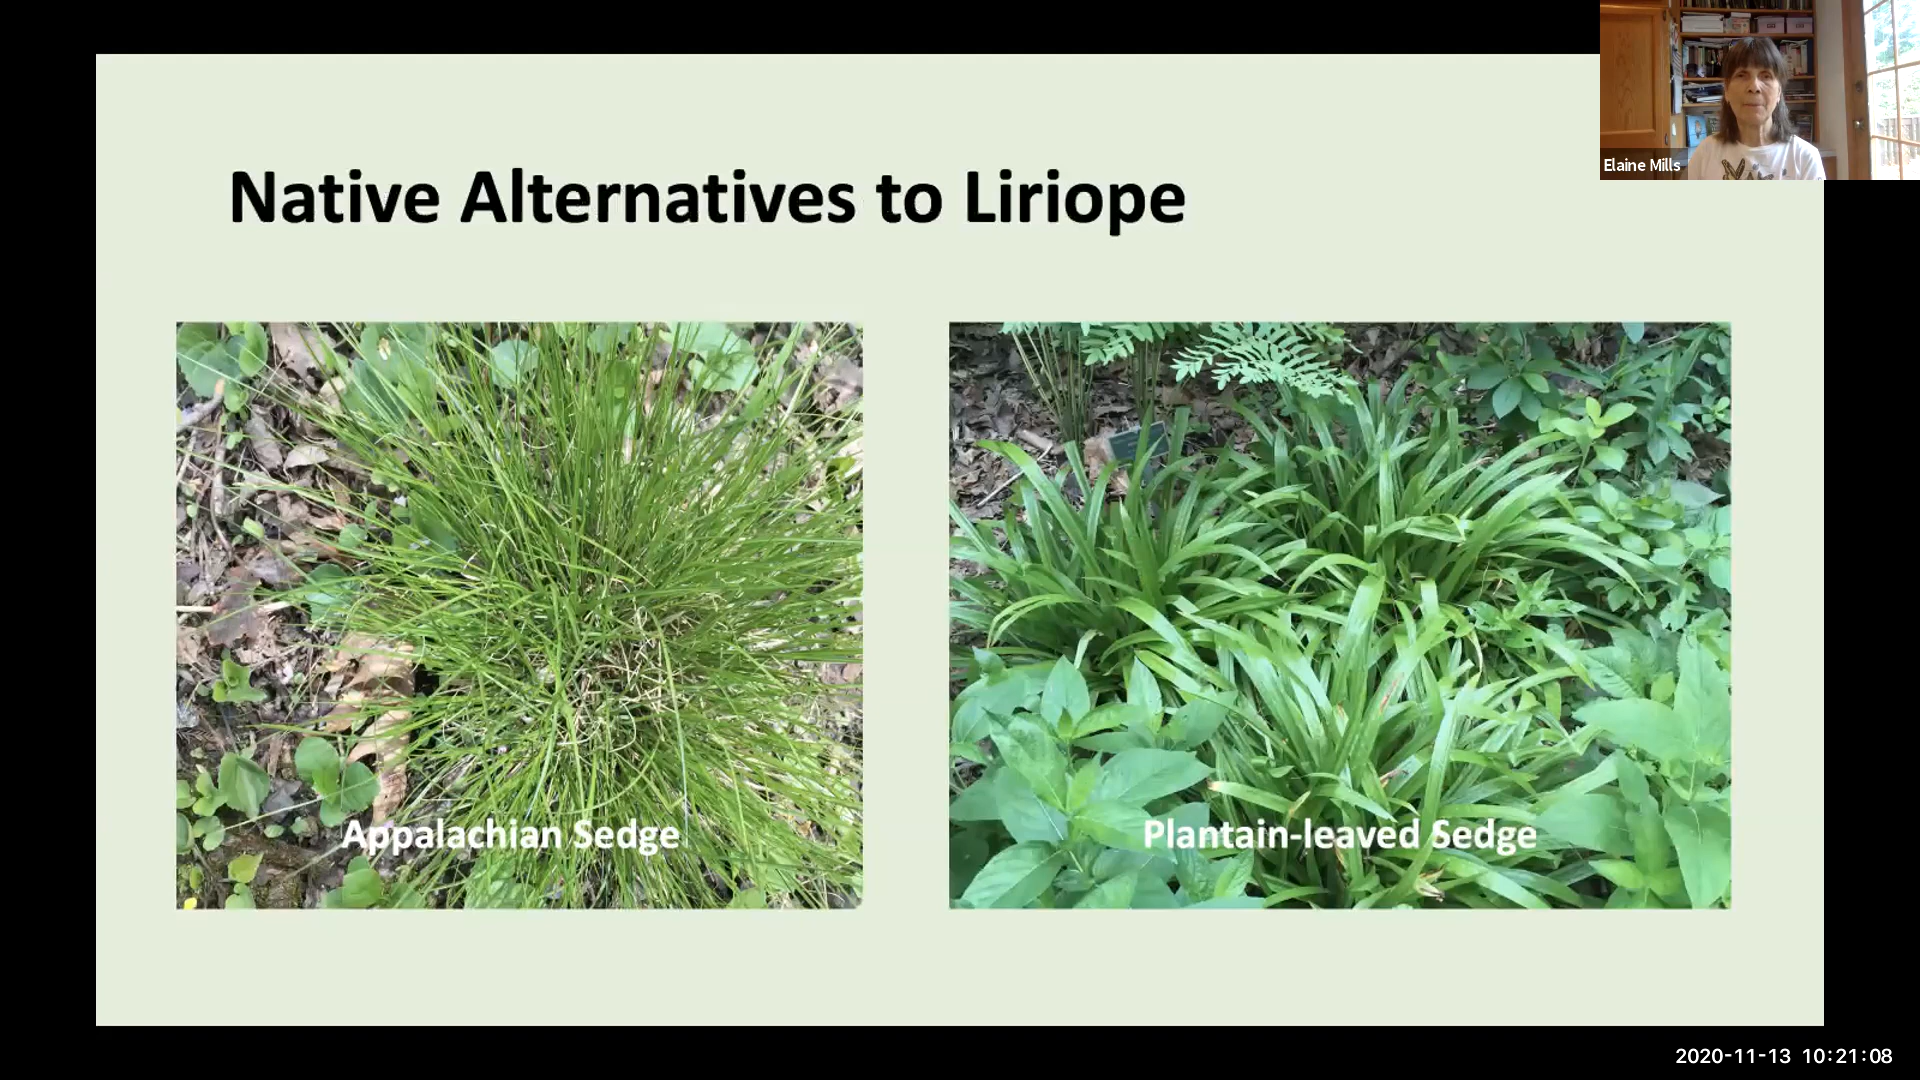 Native Alternatives to Liriope
Elaine Mills
Appalachian Sedge
Plantain-leaved Sedge
2020-11-13 10:21:08